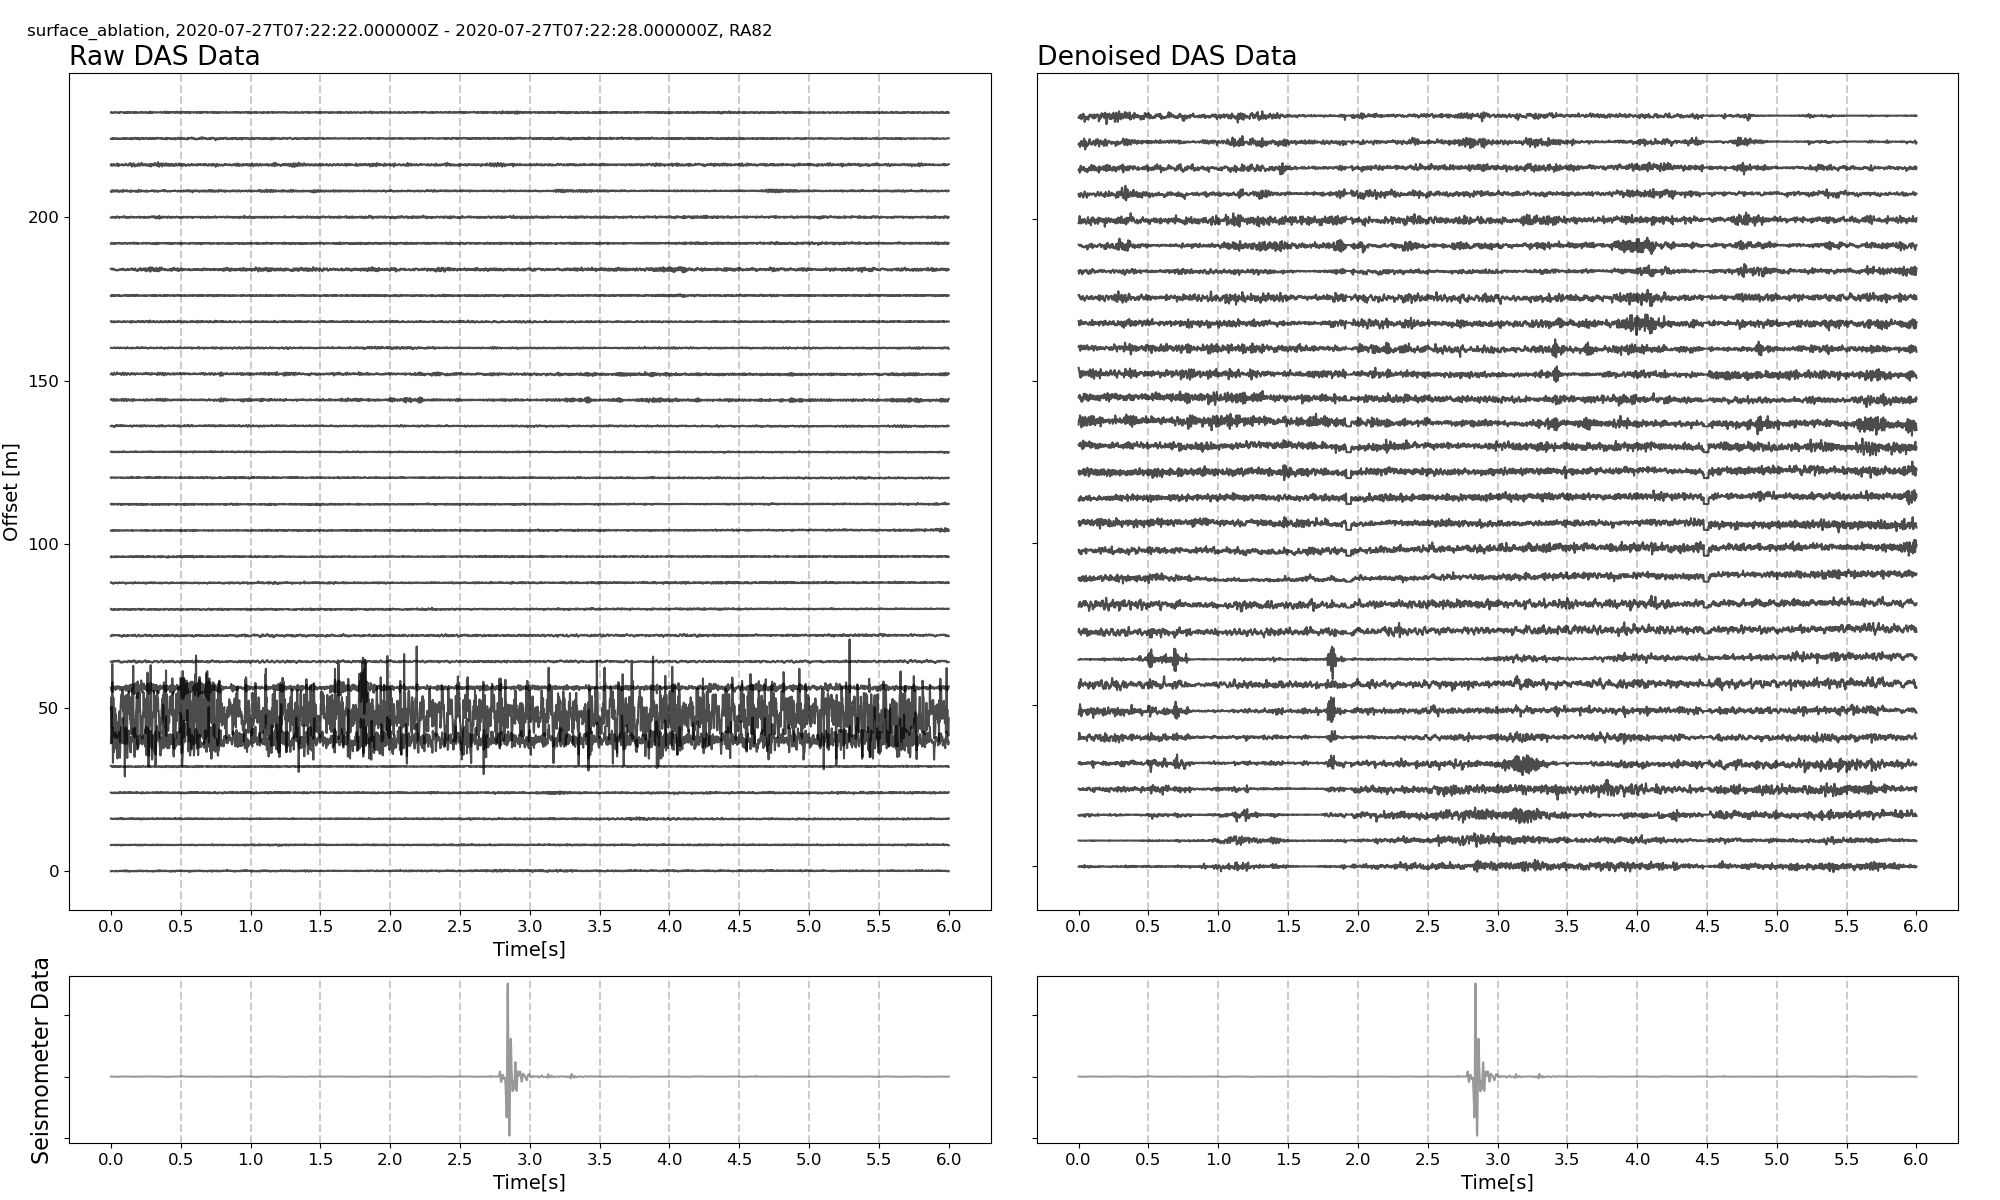 surface_ablation, 2020-07-27T07:22:22.000000Z - 2020-07-27T07:22:28.000000Z, RA82
Raw DAS Data
Denoised DAS Data
Offset [m]
200
150
100
50
0
0.0 0.5 1.0 1.5 2.0 2.5 3.0 3.5 4.0 4.5 5.0 5.5 6.0
Time[s]
0.0 0.5 1.0 1.5 2.0 2.5 3.0 3.5 4.0 4.5 5.0 5.5 6.0
Seismometer Data
0.0 0.5 1.0 1.5 2.0 2.5 3.0 3.5 4.0 4.5 5.0 5.5 6.0
Time[s]
0.0 0.5 1.0 1.5 2.0 2.5 3.0 3.5 4.0 4.5 5.0 5.5 6.0
Time[s]